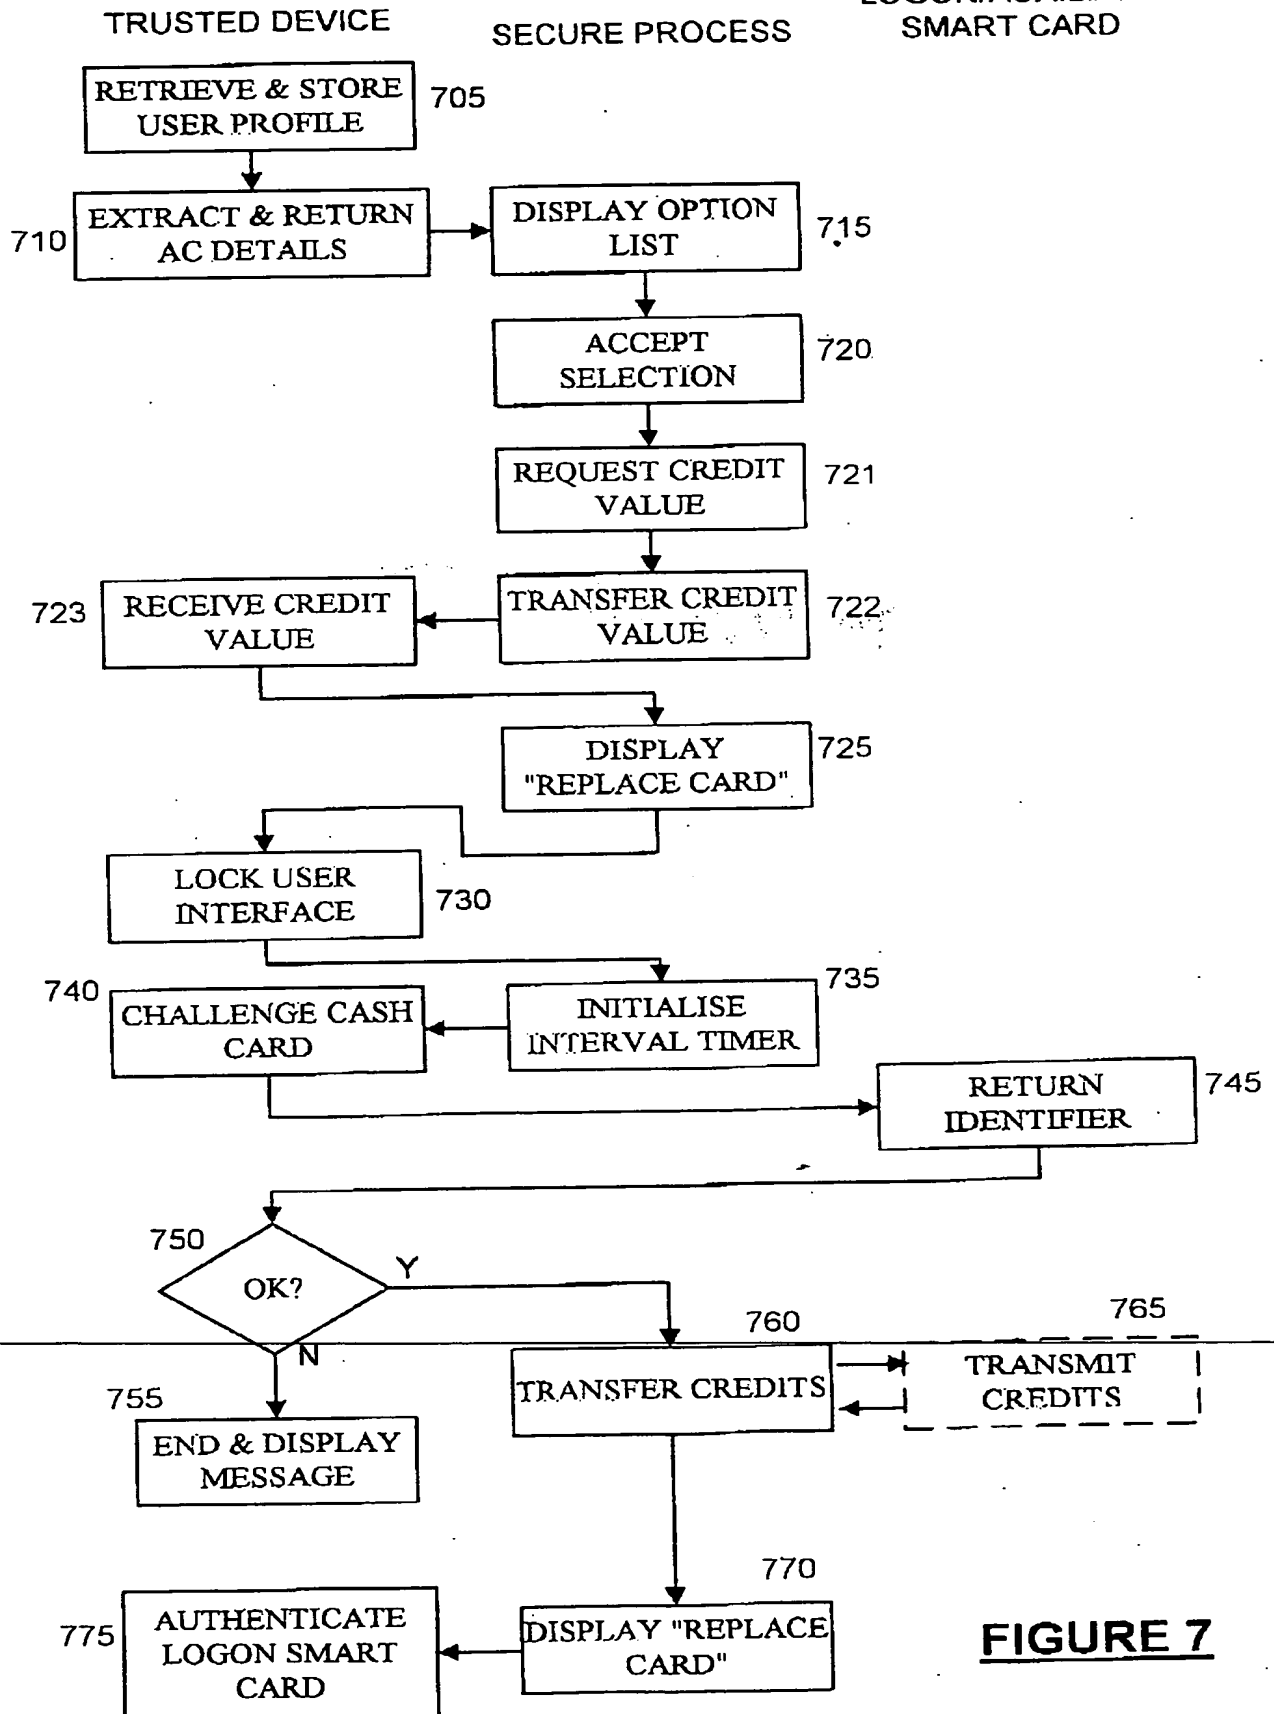 TRUSTED DEVICE
SECURE PROCESS
SMART CARD
RETRIEVE & STORE
USER PROFILE
705
710
EXTRACT & RETURN
AC DETAILS
DISPLAY OPTION
LIST
715
ACCEPT
SELECTION
720
REQUEST CREDIT
VALUE
721
723
RECEIVE CREDIT
VALUE
TRANSFER CREDIT
VALUE
722
DISPLAY
"REPLACE CARD"
725
LOCK USER
INTERFACE
730
740
CHALLENGE CASH
CARD
INITIALISE
INTERVAL TIMER
735
RETURN
IDENTIFIER
745
750
OK?
Y
N
760
TRANSFER CREDITS
765
TRANSMIT
CREDITS
755
END & DISPLAY
MESSAGE
770
DISPLAY "REPLACE
CARD"
775
AUTHENTICATE
LOGON SMART
CARD
FIGURE 7